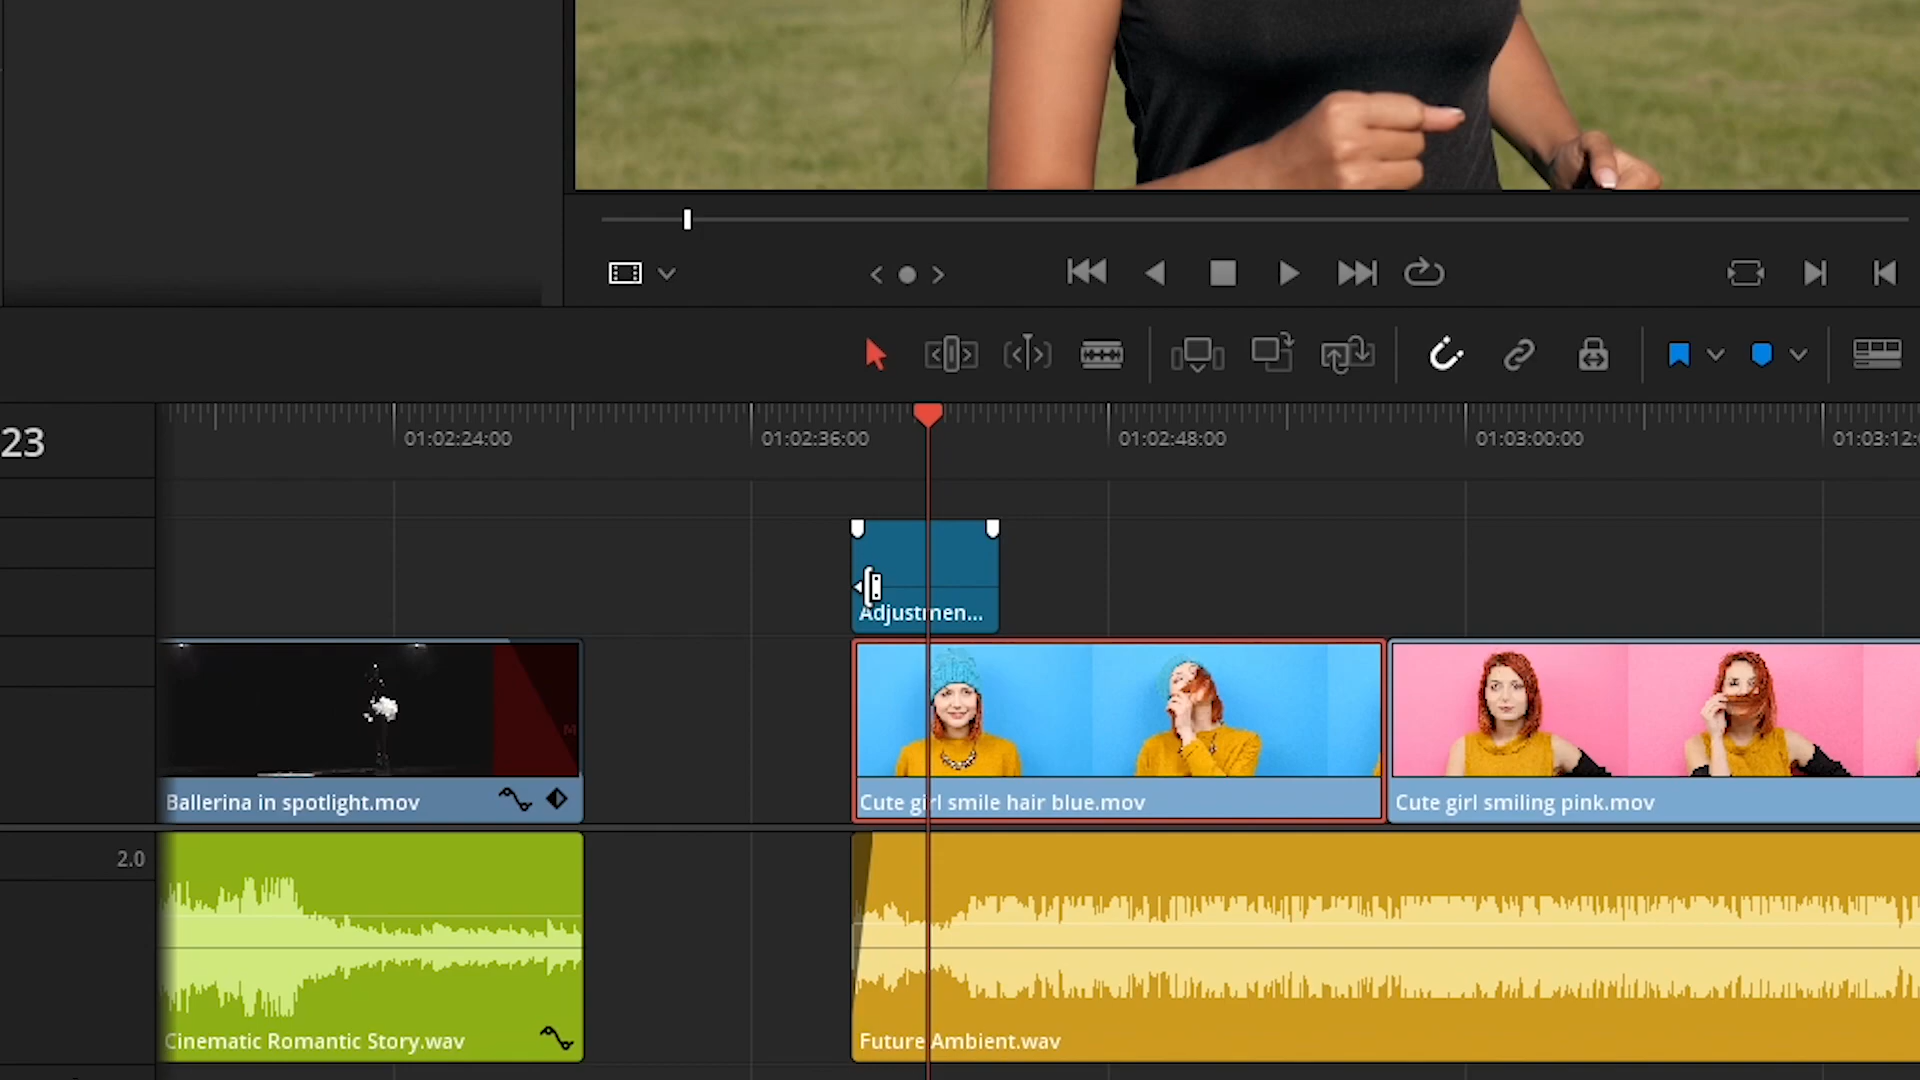 23
01:02:24:00
01:02:36:00
01:02:48:00
01:03:00:00
01:03:12:
Adjustmen...
Ballerina in spotlight.mov
Cute girl smile hair blue.mov
Cute girl smiling pink.mov
2.0
Cinematic Romantic Story.wav
Future Ambient.wav